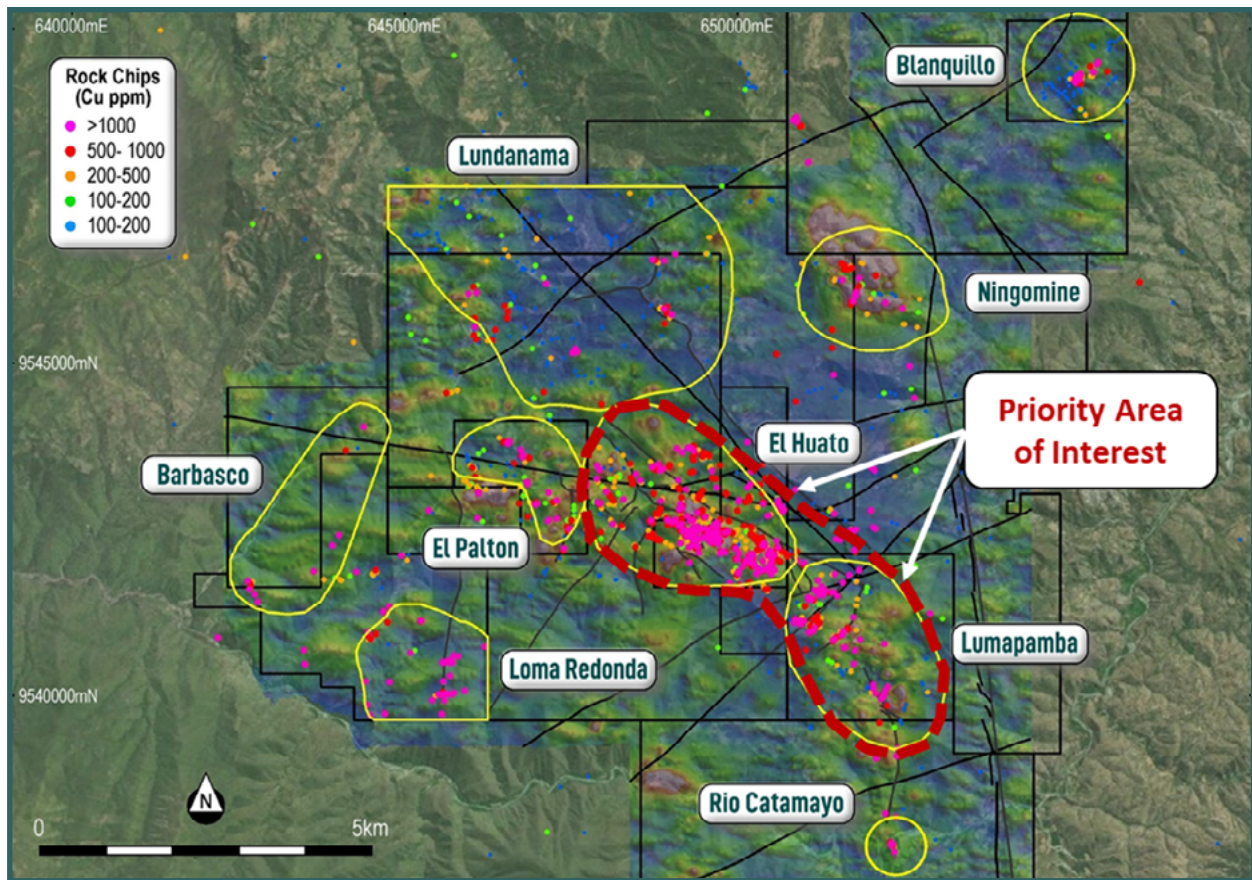 640000mE
645000mE
650000mE
Rock Chips
(Cu ppm)
>1000
500- 1000
200-500
100-200
100-200
Blanquillo
Lundanama
Ningomine
9545000mN
Priority Area
of Interest
El Huato
Barbasco
El Palton
Lumapamba
Loma Redonda
9540000mN
Rio Catamayo
N
0
5km